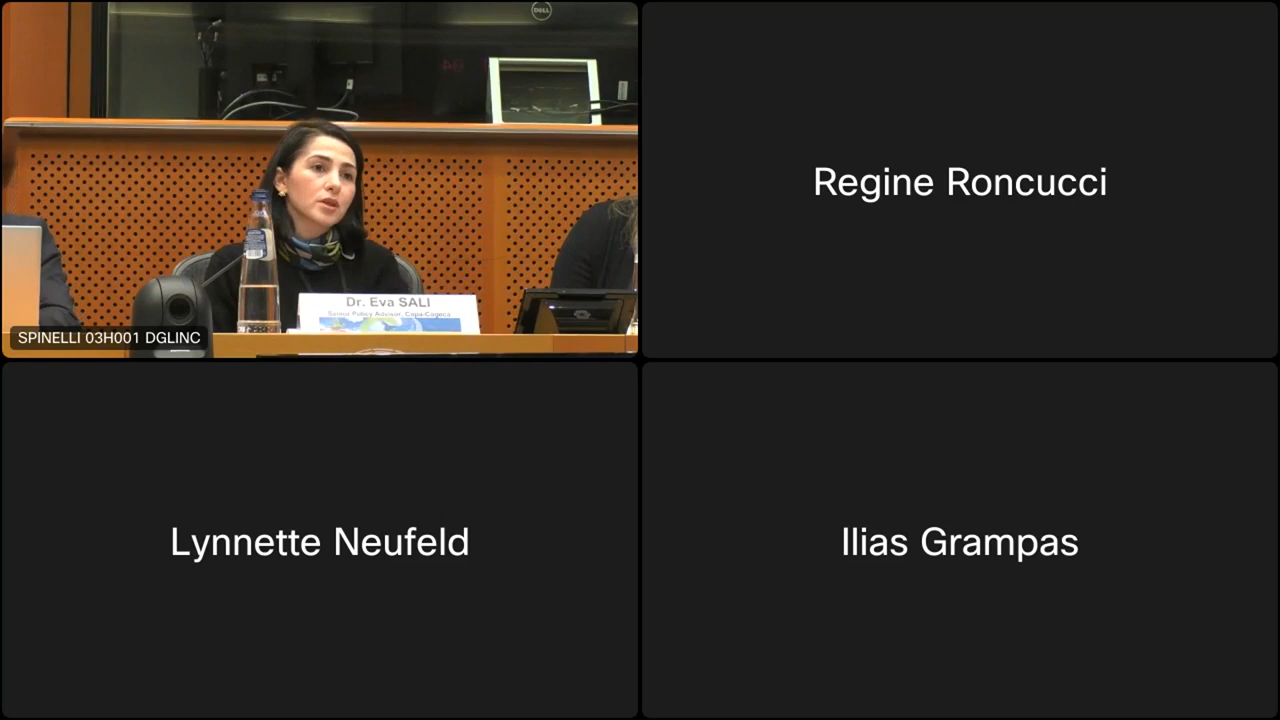 DELL
Dr. Eva SALI
Senior Policy Advisor, Copa-Cogeca
SPINELLI 03H001 DGLINC
Regine Roncucci
Lynnette Neufeld
Ilias Grampas